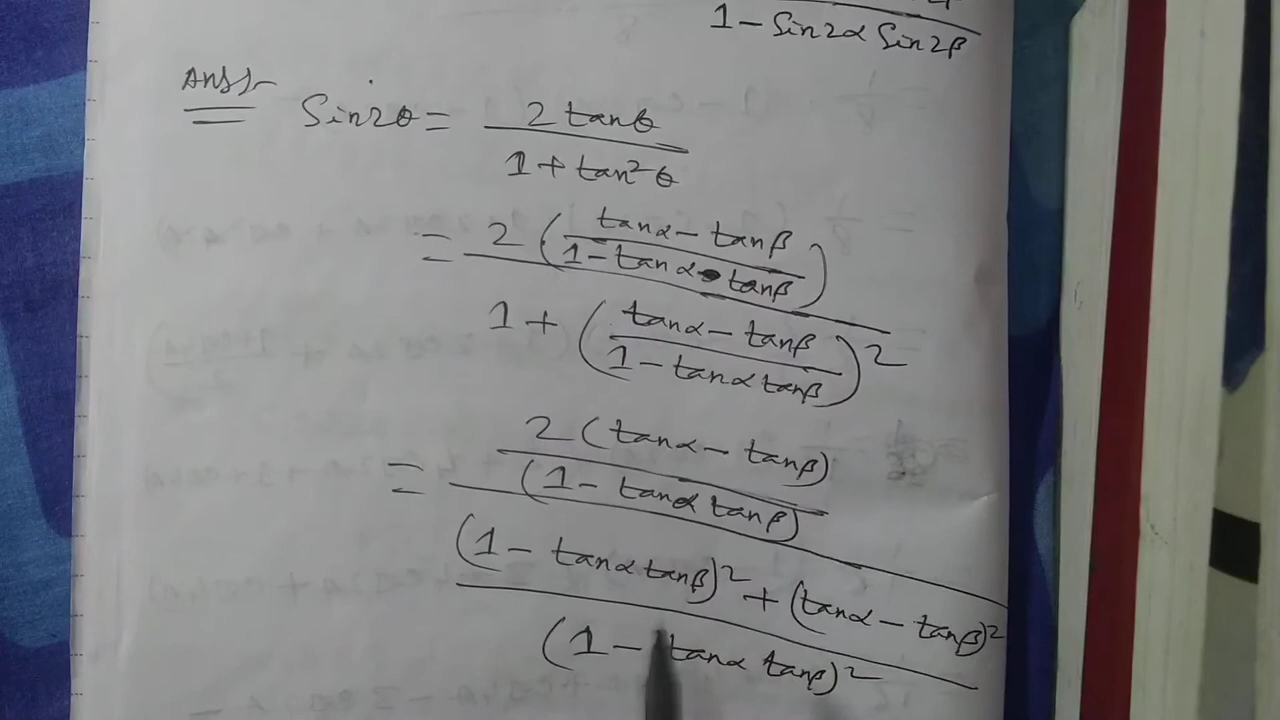 1 - Sin2α Sin2β
Ans:-
Sin2θ = 2 tanθ
1 + tan²θ
= 2 ( tanα - tanβ
1 - tanα . tanβ )
1 + ( tanα - tanβ
1 - tanα tanβ )²
= 2 (tanα - tanβ)
(1 - tanα tanβ)
(1 - tanα tanβ)² + (tanα - tanβ)²
(1 - tanα tanβ)²